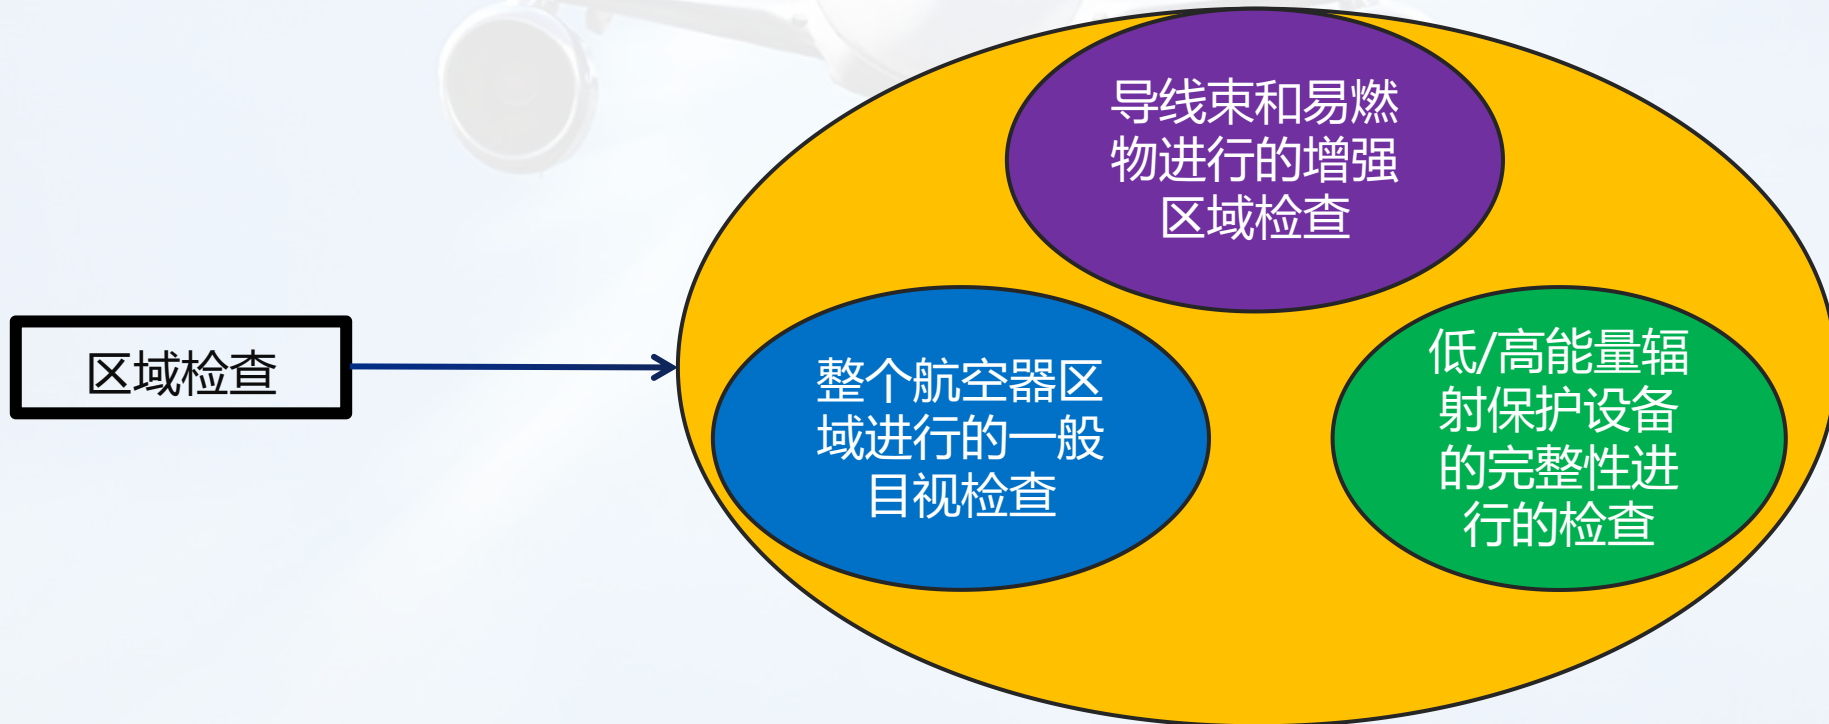 导线束和易燃
物进行的增强
区域检查
区域检查
整个航空器区
域进行的一般
目视检查
低/高能量辐
射保护设备
的完整性进
行的检查